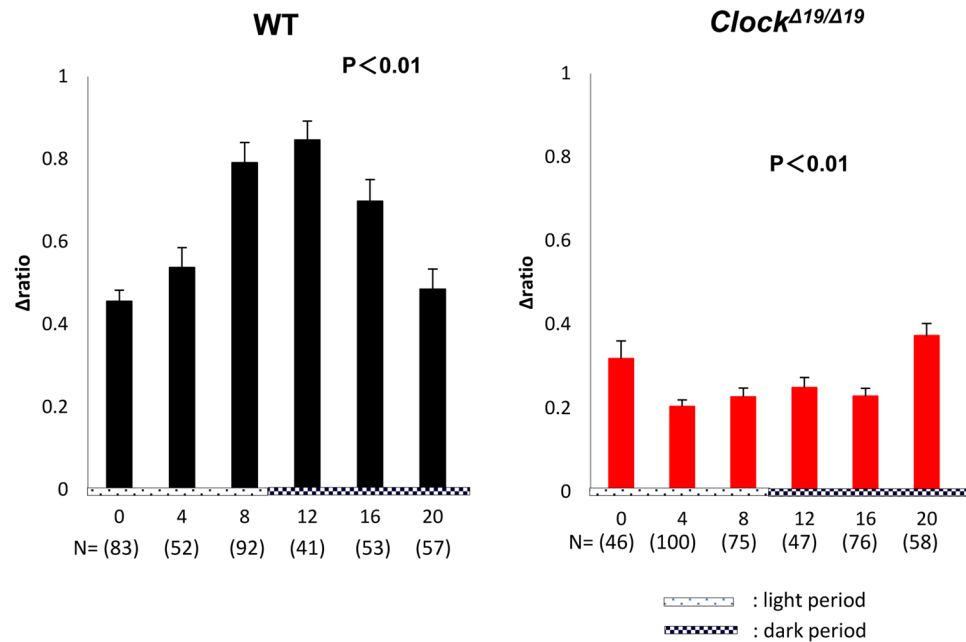 WT
P<0.01
Δratio
1
0.8
0.6
0.4
0.2
0
0 4 8 12 16 20
N= (83) (52) (92) (41) (53) (57)
Clock^Δ19/Δ19
P<0.01
Δratio
1
0.8
0.6
0.4
0.2
0
0 4 8 12 16 20
N= (46) (100) (75) (47) (76) (58)
: light period
: dark period